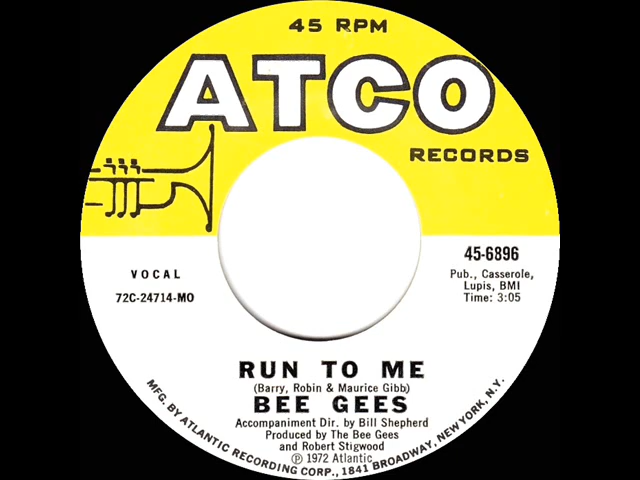 45 RPM
ATCO
RECORDS
VOCAL
72C-24714-MO
45-6896
Pub., Casserole,
Lupis, BMI
Time: 3:05
RUN TO ME
(Barry, Robin & Maurice Gibb)
BEE GEES
Accompaniment Dir. by Bill Shepherd
Produced by The Bee Gees
and Robert Stigwood
℗ 1972 Atlantic
MFG. BY ATLANTIC RECORDING CORP., 1841 BROADWAY, NEW YORK, N.Y.